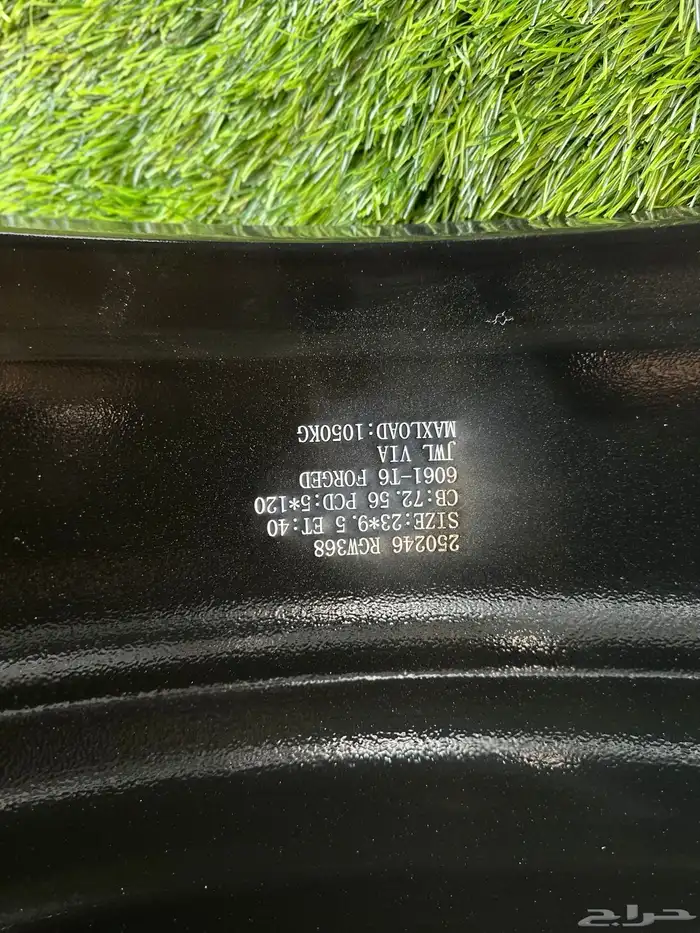 250246 RGW368
SIZE:23*9.5 ET:40
CB:72.56 PCD:5*120
6061-T6 FORGED
JWL VIA
MAXLOAD:1050KG
حراج